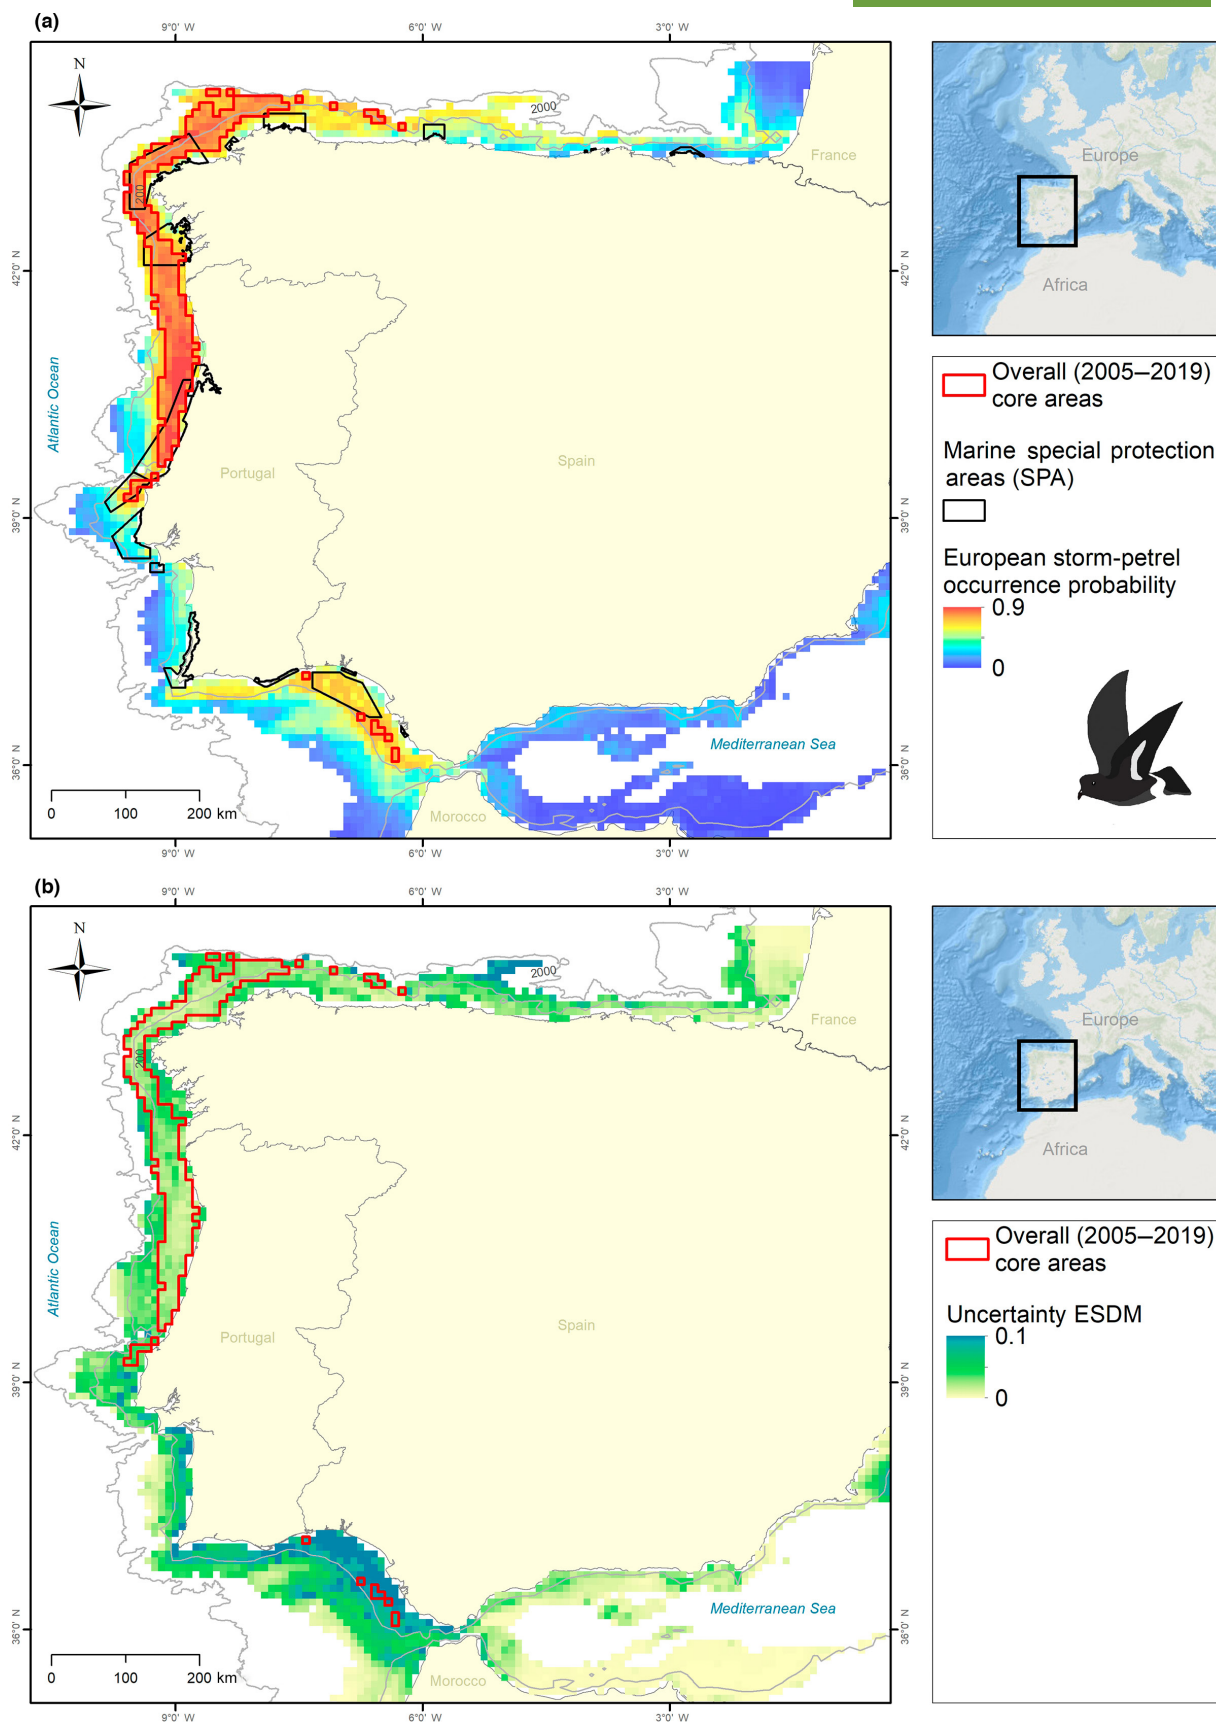 (a)
9°0' W
6°0' W
3°0' W
N
2000
France
200
42°0' N
42°0' N
Atlantic Ocean
Portugal
Spain
39°0' N
39°0' N
Mediterranean Sea
36°0' N
36°0' N
0 100 200 km
Morocco
9°0' W
6°0' W
3°0' W
Europe
Africa
Overall (2005–2019)
core areas
Marine special protection
areas (SPA)
European storm-petrel
occurrence probability
0.9
0
(b)
9°0' W
6°0' W
3°0' W
N
2000
France
200
42°0' N
42°0' N
Atlantic Ocean
Portugal
Spain
39°0' N
39°0' N
Mediterranean Sea
36°0' N
36°0' N
0 100 200 km
Morocco
9°0' W
6°0' W
3°0' W
Europe
Africa
Overall (2005–2019)
core areas
Uncertainty ESDM
0.1
0